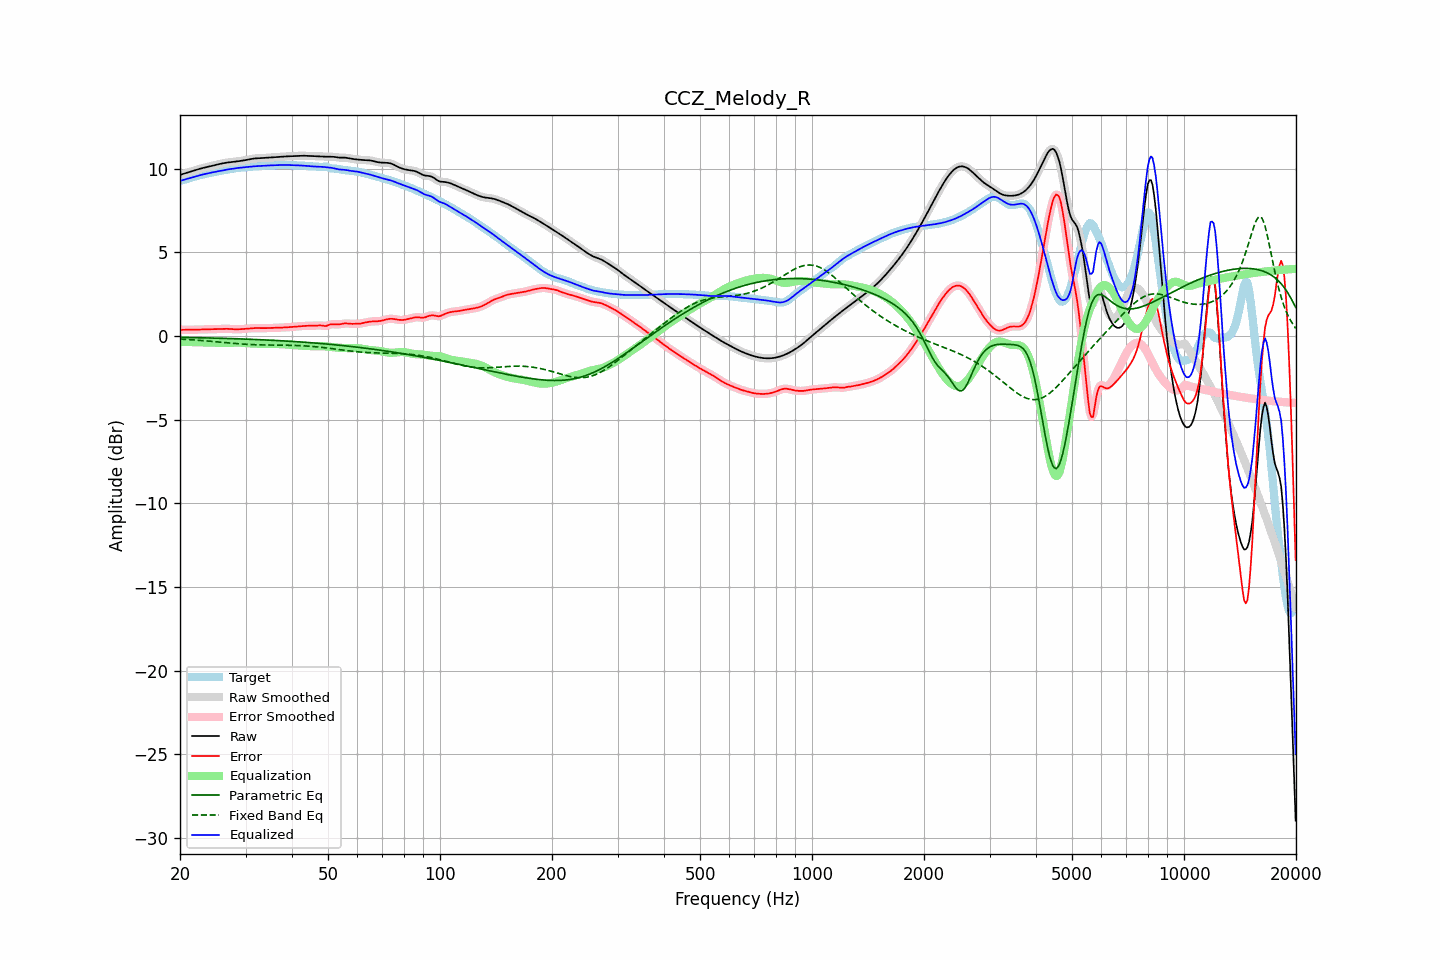 CCZ_Melody_R
Amplitude (dBr)
10
5
0
−5
−10
−15
−20
−25
−30
Target
Raw Smoothed
Error Smoothed
Raw
Error
Equalization
Parametric Eq
Fixed Band Eq
Equalized
20 50 100 200 500 1000 2000 5000 10000 20000
Frequency (Hz)